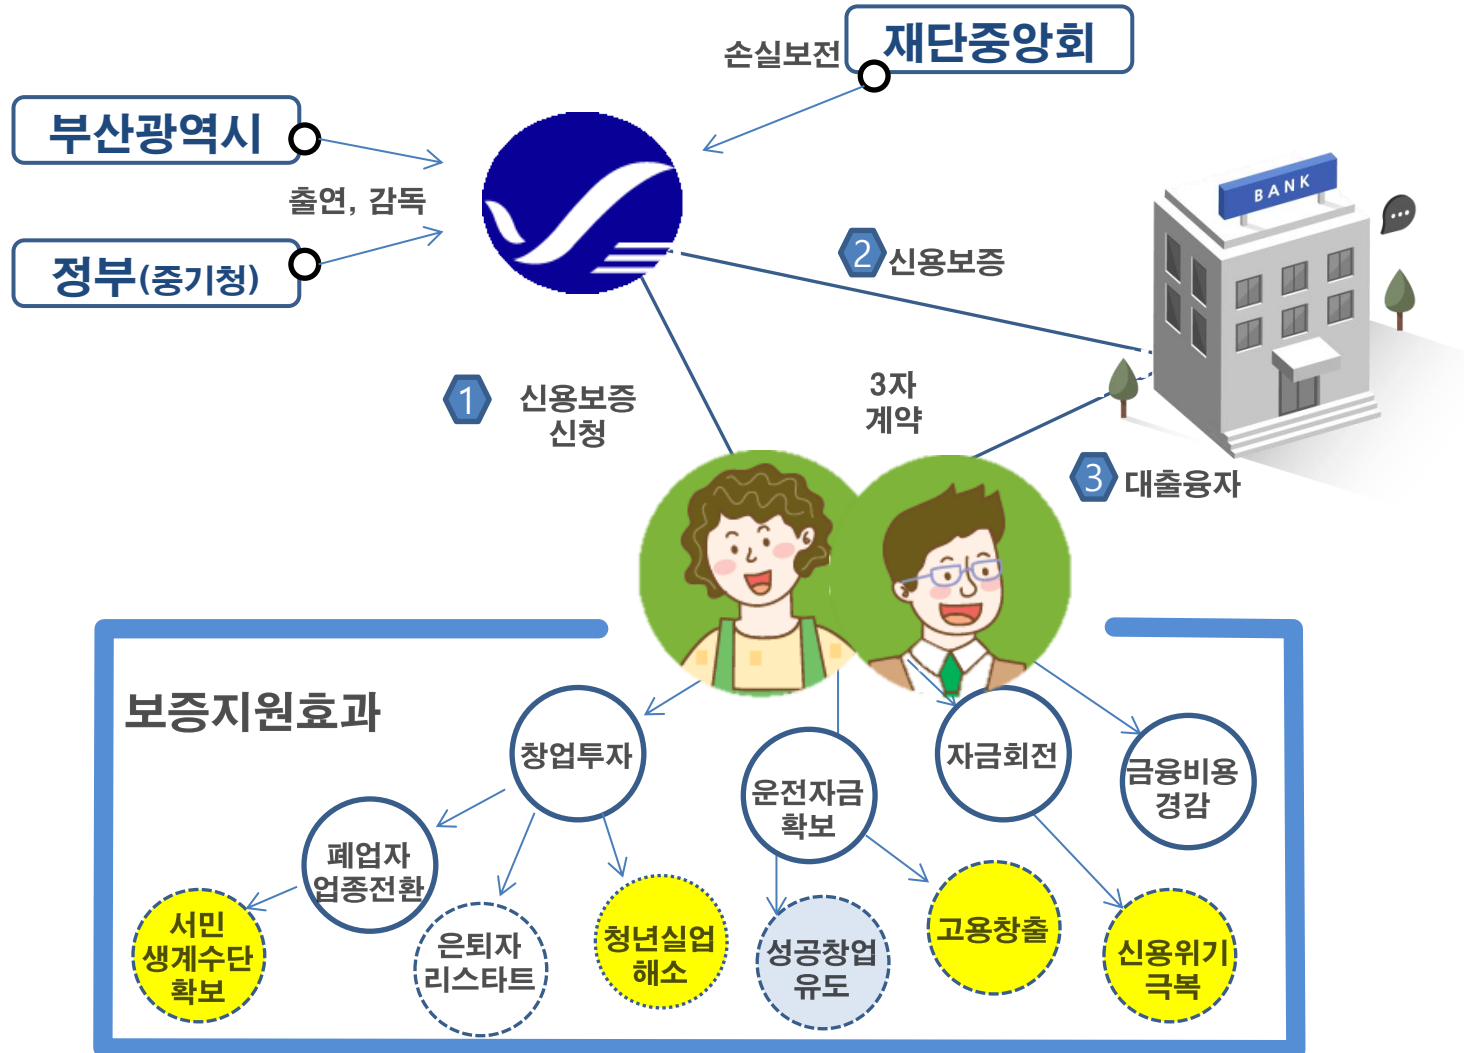 손실보전
재단중앙회
부산광역시
출연, 감독
정부(중기청)
BANK
2
신용보증
1
신용보증
신청
3자
계약
3
대출융자
보증지원효과
창업투자
운전자금
확보
자금회전
금융비용
경감
폐업자
업종전환
서민
생계수단
확보
은퇴자
리스타트
청년실업
해소
성공창업
유도
고용창출
신용위기
극복